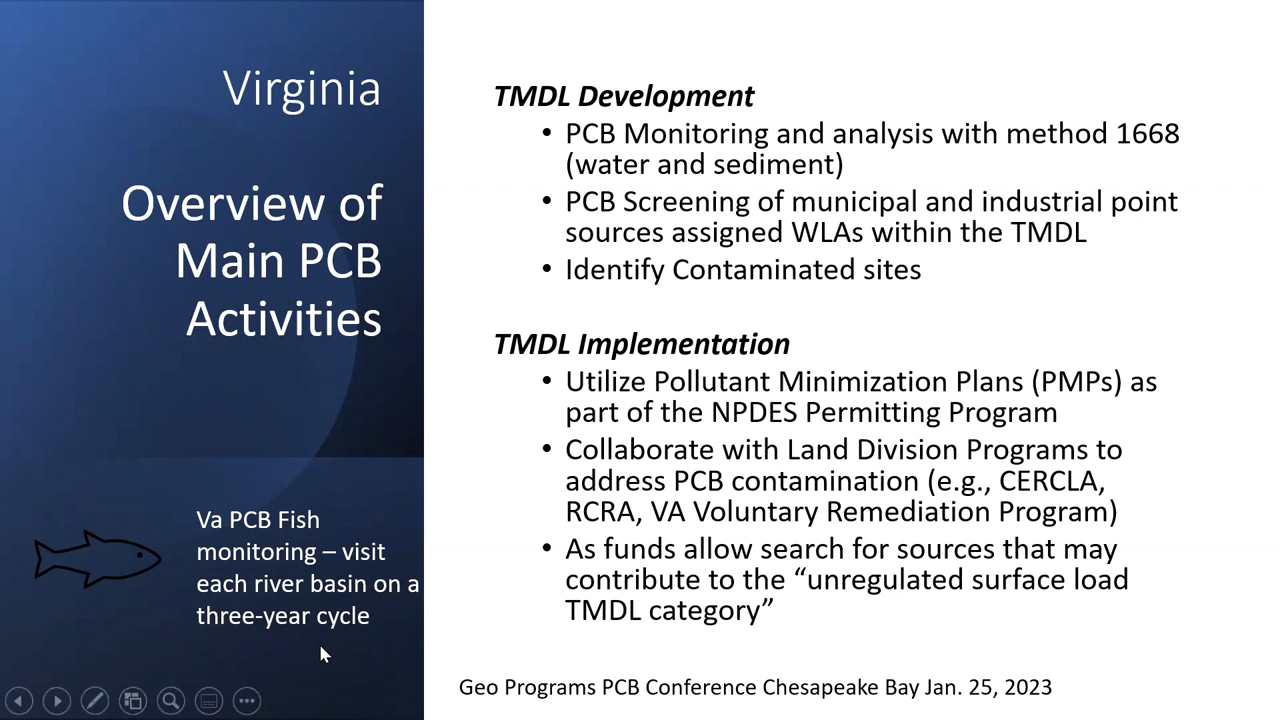 Virginia
Overview of
Main PCB
Activities
Va PCB Fish
monitoring – visit
each river basin on a
three-year cycle
TMDL Development
• PCB Monitoring and analysis with method 1668
(water and sediment)
• PCB Screening of municipal and industrial point
sources assigned WLAs within the TMDL
• Identify Contaminated sites
TMDL Implementation
• Utilize Pollutant Minimization Plans (PMPs) as
part of the NPDES Permitting Program
• Collaborate with Land Division Programs to
address PCB contamination (e.g., CERCLA,
RCRA, VA Voluntary Remediation Program)
• As funds allow search for sources that may
contribute to the “unregulated surface load
TMDL category”
Geo Programs PCB Conference Chesapeake Bay Jan. 25, 2023